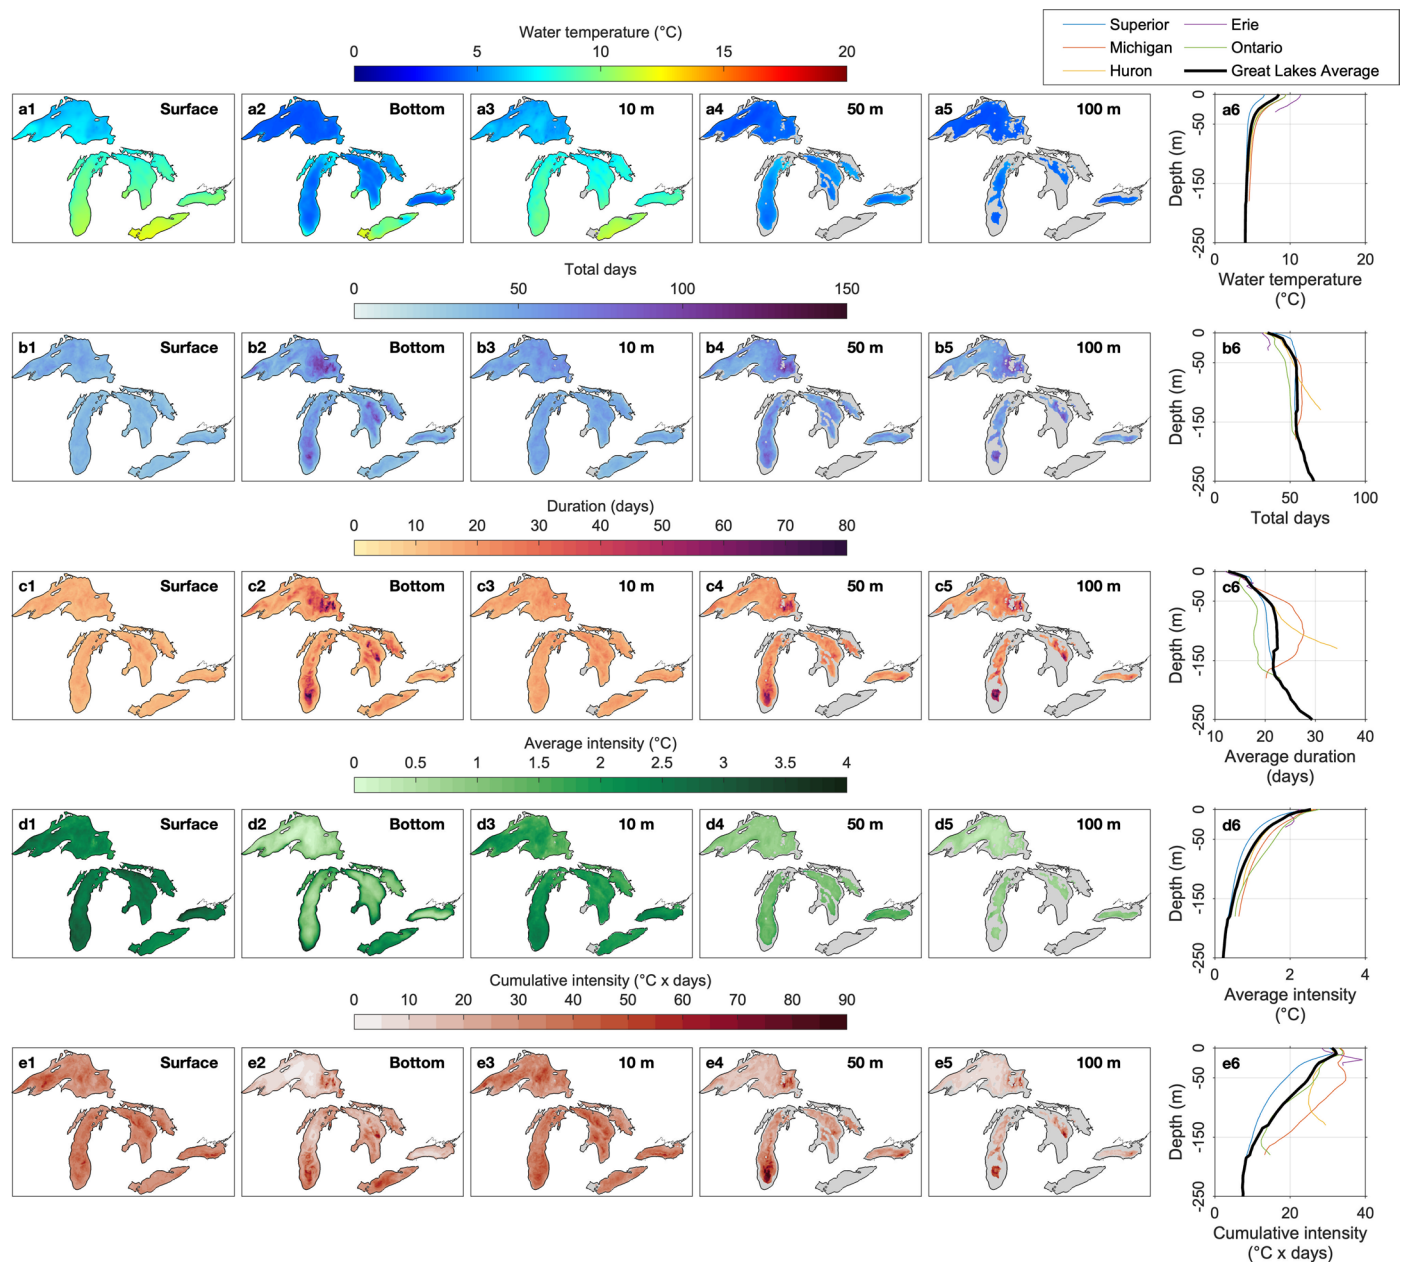 Superior Erie
Michigan Ontario
Huron Great Lakes Average
Water temperature (°C)
0 5 10 15 20
a1 Surface
a2 Bottom
a3 10 m
a4 50 m
a5 100 m
a6
0
-50
-150
-250
Depth (m)
0 10 20
Water temperature
(°C)
Total days
0 50 100 150
b1 Surface
b2 Bottom
b3 10 m
b4 50 m
b5 100 m
b6
0
-50
-150
-250
Depth (m)
0 50 100
Total days
Duration (days)
0 10 20 30 40 50 60 70 80
c1 Surface
c2 Bottom
c3 10 m
c4 50 m
c5 100 m
c6
0
-50
-150
-250
Depth (m)
10 20 30 40
Average duration
(days)
Average intensity (°C)
0 0.5 1 1.5 2 2.5 3 3.5 4
d1 Surface
d2 Bottom
d3 10 m
d4 50 m
d5 100 m
d6
0
-50
-150
-250
Depth (m)
0 2 4
Average intensity
(°C)
Cumulative intensity (°C x days)
0 10 20 30 40 50 60 70 80 90
e1 Surface
e2 Bottom
e3 10 m
e4 50 m
e5 100 m
e6
0
-50
-150
-250
Depth (m)
0 20 40
Cumulative intensity
(°C x days)